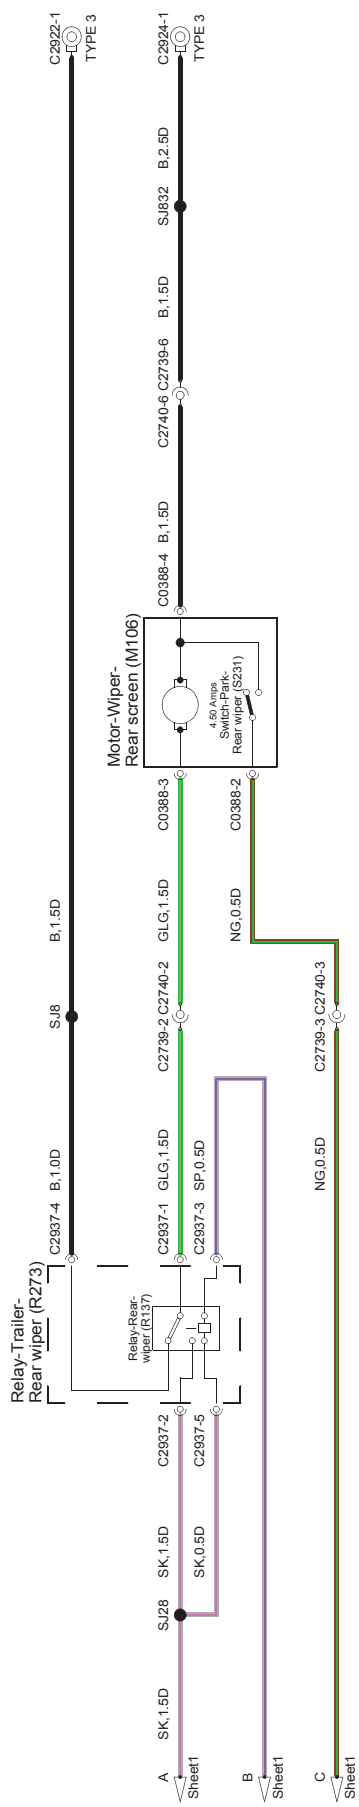 C2922-1
TYPE 3
C2924-1
TYPE 3
B,2.5D
SJ832
B,1.5D
C2740-6 C2739-6
B,1.5D
C0388-4
Motor-Wiper-
Rear screen (M106)
4.50 Amps
Switch-Park-
Rear wiper (S231)
C0388-3
C0388-2
B,1.5D
SJ8
GLG,1.5D
NG,0.5D
C2739-2 C2740-2
C2739-3 C2740-3
B,1.0D
GLG,1.5D
SP,0.5D
NG,0.5D
C2937-4
C2937-1
C2937-3
Relay-Trailer-
Rear wiper (R273)
Relay-Rear-
wiper (R137)
C2937-2
C2937-5
SK,1.5D
SK,0.5D
SJ28
SK,1.5D
A
Sheet1
B
Sheet1
C
Sheet1